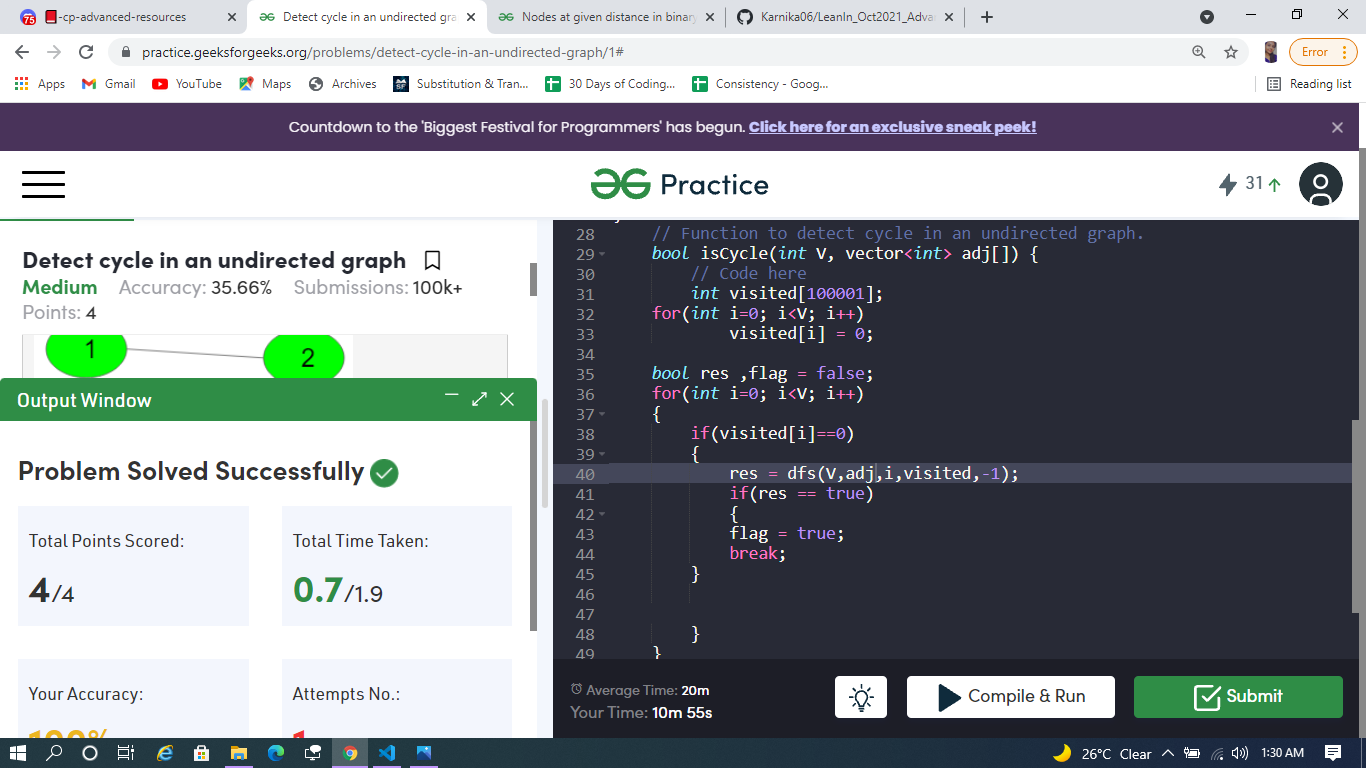 75
-cp-advanced-resources
Detect cycle in an undirected gra
Nodes at given distance in binary
Karnika06/LeanIn_Oct2021_Adva
practice.geeksforgeeks.org/problems/detect-cycle-in-an-undirected-graph/1#
Error
Apps
Gmail
YouTube
Maps
Archives
Substitution & Tran...
30 Days of Coding...
Consistency - Goog...
Reading list
Countdown to the 'Biggest Festival for Programmers' has begun. Click here for an exclusive sneak peek!
Practice
31
Detect cycle in an undirected graph
Medium Accuracy: 35.66% Submissions: 100k+
Points: 4
1
2
Output Window
Problem Solved Successfully
Total Points Scored:
4/4
Total Time Taken:
0.7/1.9
Your Accuracy:
100%
Attempts No.:
1
28 // Function to detect cycle in an undirected graph.
29 bool isCycle(int V, vector<int> adj[]) {
30 // Code here
31 int visited[100001];
32 for(int i=0; i<V; i++)
33 visited[i] = 0;
34
35 bool res ,flag = false;
36 for(int i=0; i<V; i++)
37 {
38 if(visited[i]==0)
39 {
40 res = dfs(V,adj,i,visited,-1);
41 if(res == true)
42 {
43 flag = true;
44 break;
45 }
46
47
48 }
49 }
Average Time: 20m
Your Time: 10m 55s
Compile & Run
Submit
26°C Clear
1:30 AM